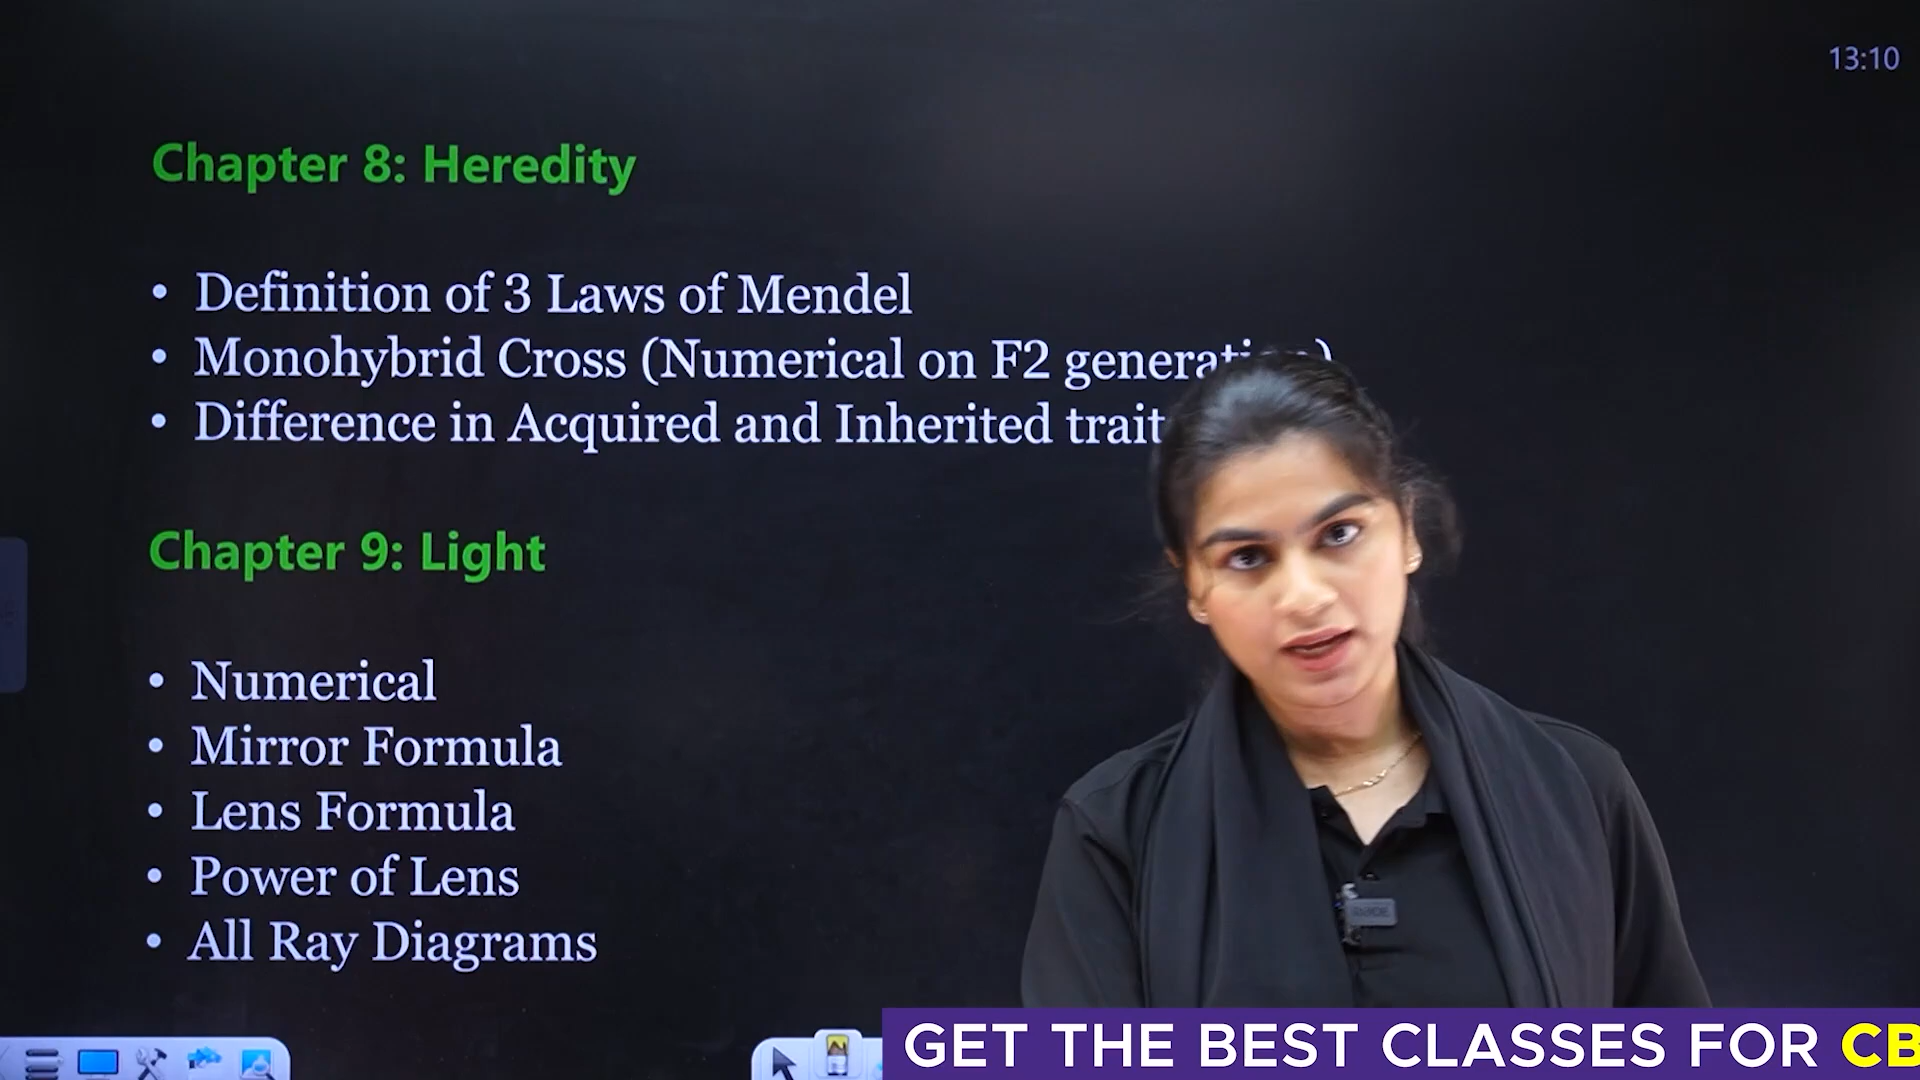 13:10
Chapter 8: Heredity
• Definition of 3 Laws of Mendel
• Monohybrid Cross (Numerical on F2 generation)
• Difference in Acquired and Inherited trait
Chapter 9: Light
• Numerical
• Mirror Formula
• Lens Formula
• Power of Lens
• All Ray Diagrams
GET THE BEST CLASSES FOR CB